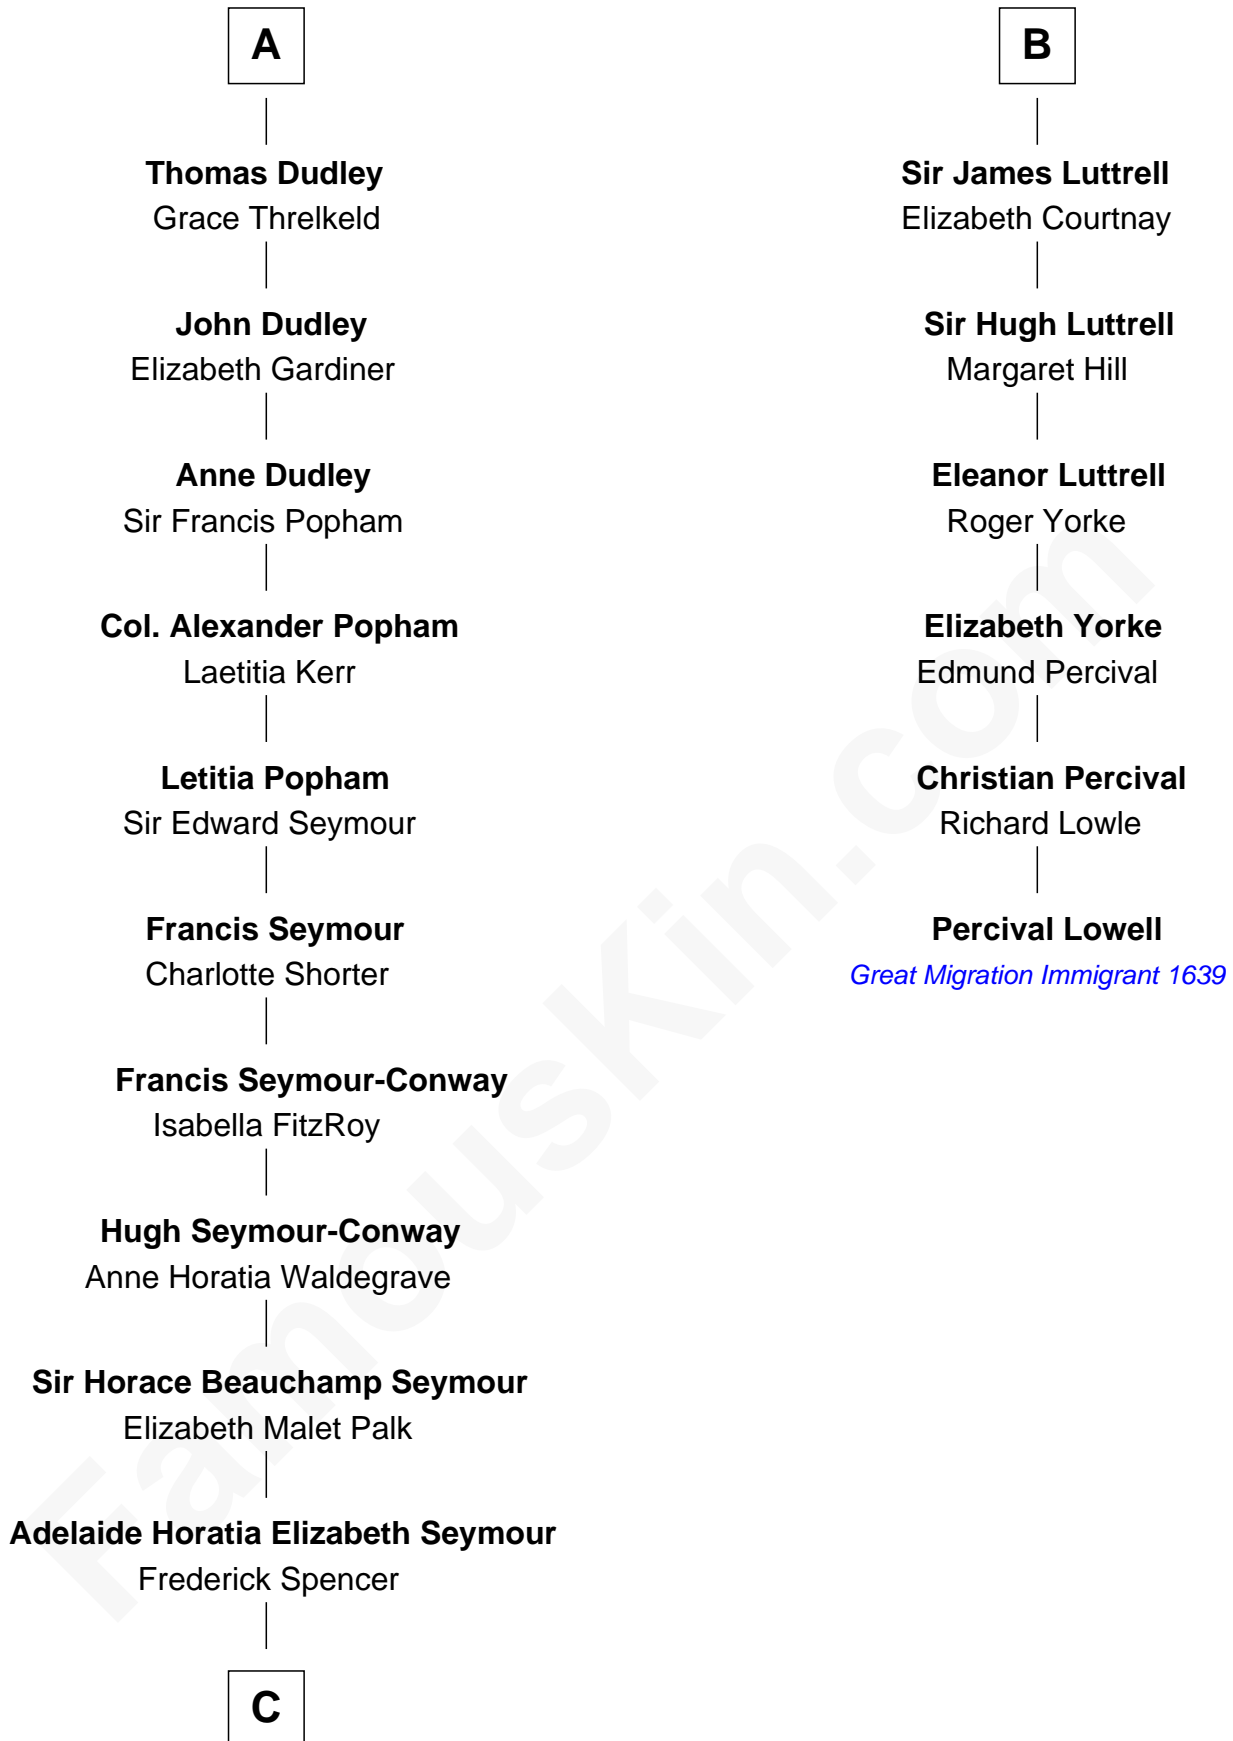 A
Thomas Dudley
Grace Threlkeld
John Dudley
Elizabeth Gardiner
Anne Dudley
Sir Francis Popham
Col. Alexander Popham
Laetitia Kerr
Letitia Popham
Sir Edward Seymour
Francis Seymour
Charlotte Shorter
Francis Seymour-Conway
Isabella FitzRoy
Hugh Seymour-Conway
Anne Horatia Waldegrave
Sir Horace Beauchamp Seymour
Elizabeth Malet Palk
Adelaide Horatia Elizabeth Seymour
Frederick Spencer
C
B
Sir James Luttrell
Elizabeth Courtnay
Sir Hugh Luttrell
Margaret Hill
Eleanor Luttrell
Roger Yorke
Elizabeth Yorke
Edmund Percival
Christian Percival
Richard Lowle
Percival Lowell
Great Migration Immigrant 1639
FamousKin.com